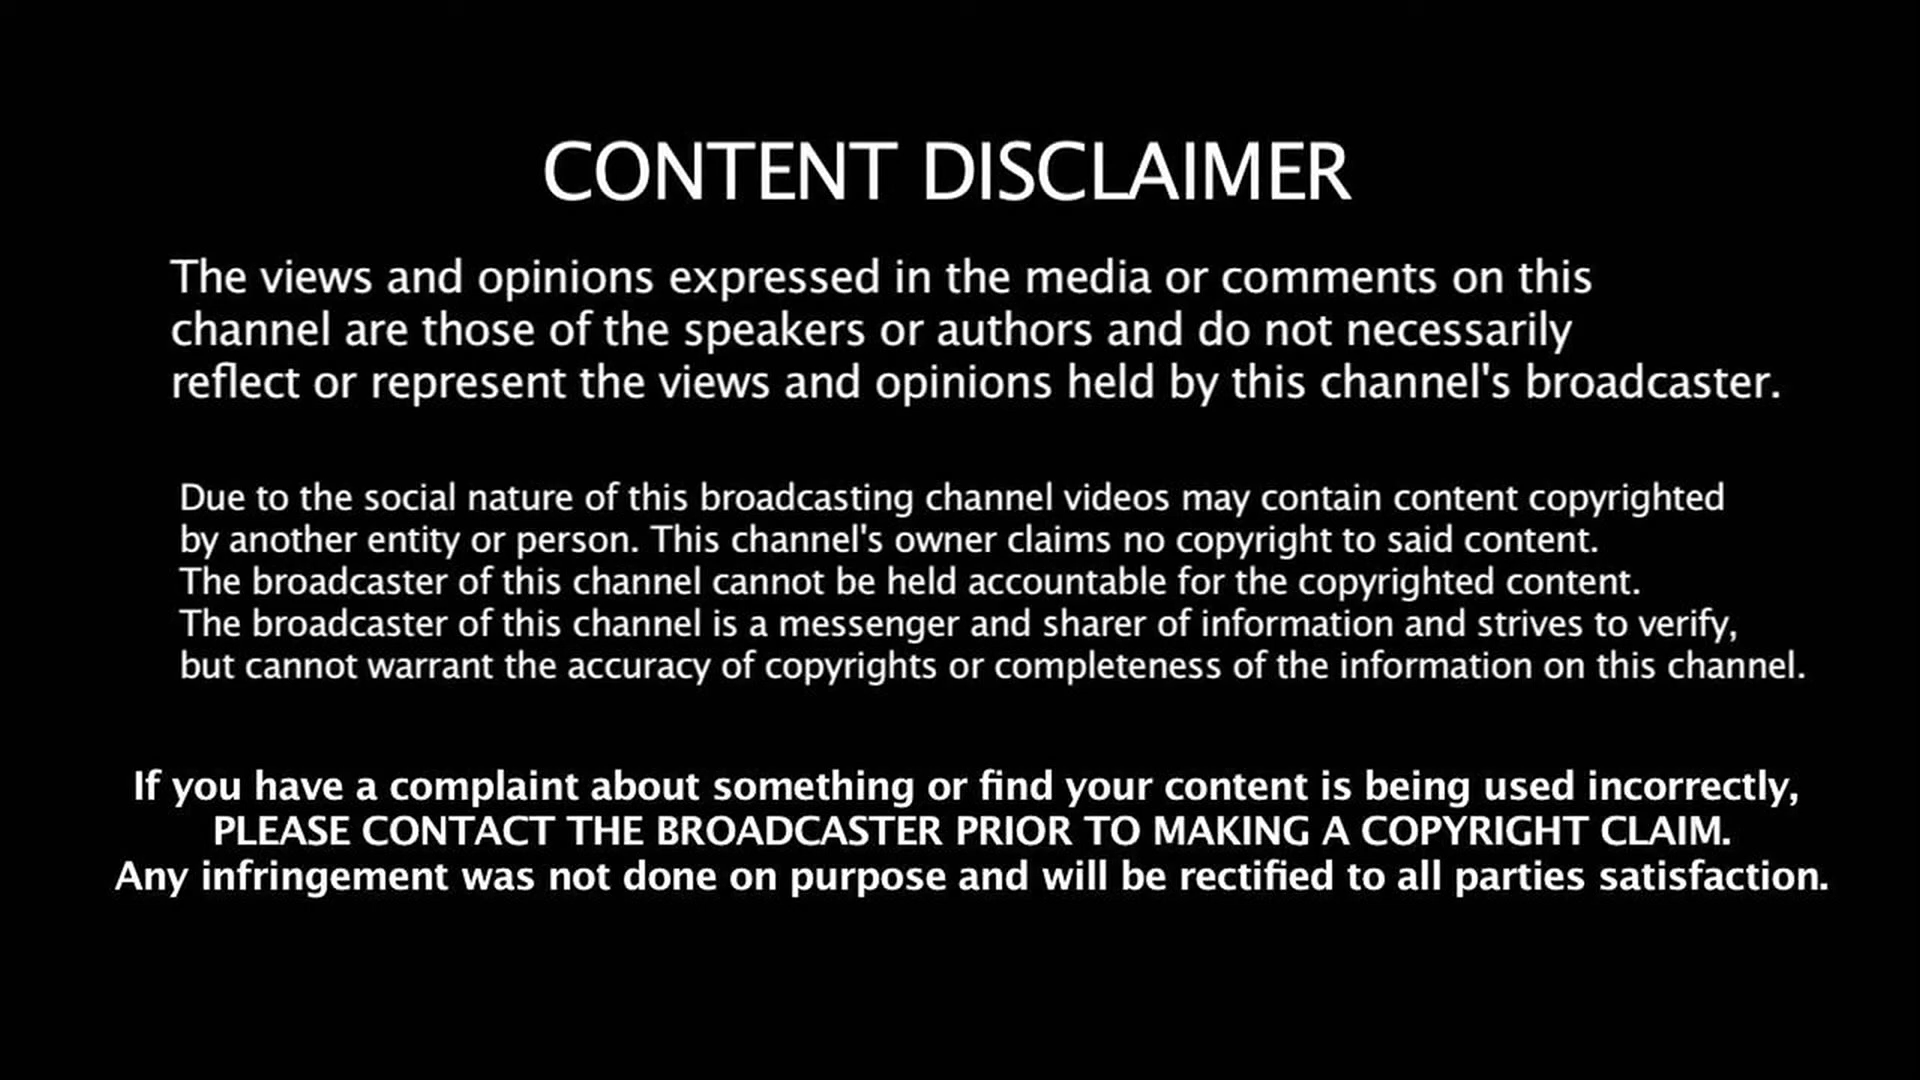 CONTENT DISCLAIMER
The views and opinions expressed in the media or comments on this
channel are those of the speakers or authors and do not necessarily
reflect or represent the views and opinions held by this channel's broadcaster.
Due to the social nature of this broadcasting channel videos may contain content copyrighted
by another entity or person. This channel's owner claims no copyright to said content.
The broadcaster of this channel cannot be held accountable for the copyrighted content.
The broadcaster of this channel is a messenger and sharer of information and strives to verify,
but cannot warrant the accuracy of copyrights or completeness of the information on this channel.
If you have a complaint about something or find your content is being used incorrectly,
PLEASE CONTACT THE BROADCASTER PRIOR TO MAKING A COPYRIGHT CLAIM.
Any infringement was not done on purpose and will be rectified to all parties satisfaction.